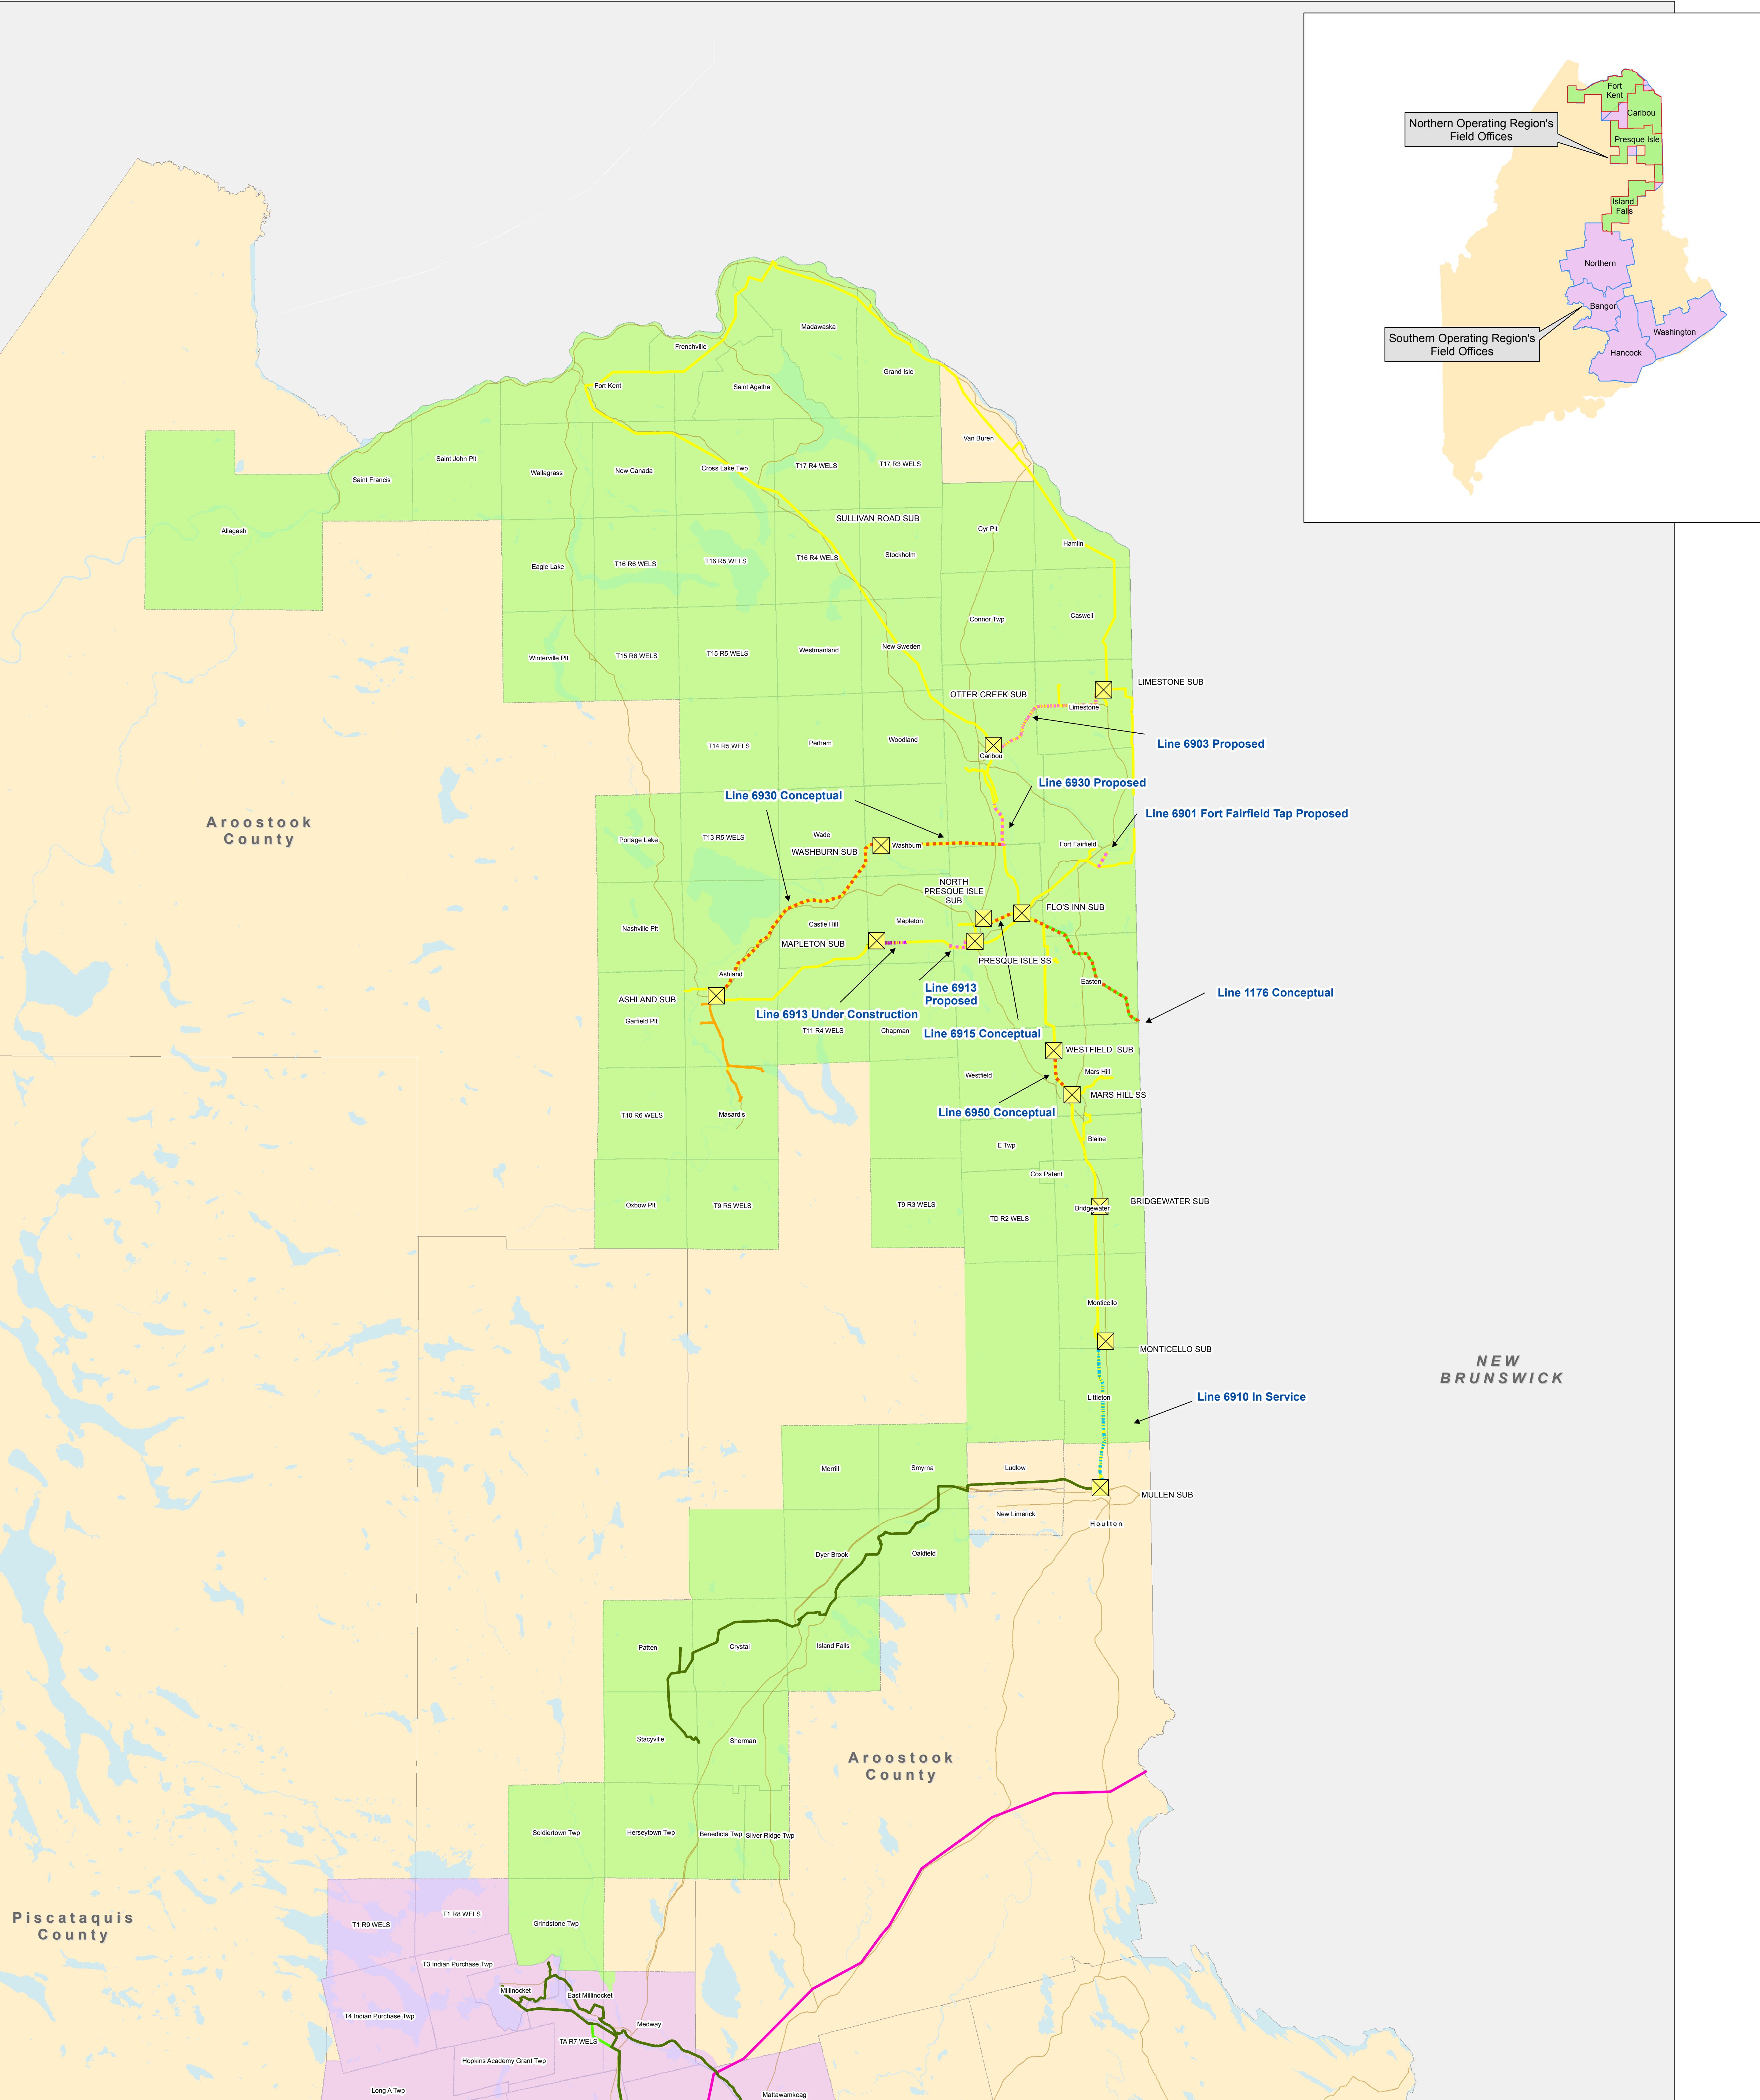 Fort
Kent
Caribou
Northern Operating Region's
Field Offices
Presque Isle
Island
Falls
Northern
Bangor
Washington
Southern Operating Region's
Field Offices
Hancock
Madawaska
Frenchville
Grand Isle
Fort Kent
Saint Agatha
Van Buren
Saint John Plt
Saint Francis
Wallagrass
New Canada
Cross Lake Twp
T17 R4 WELS
T17 R3 WELS
Allagash
SULLIVAN ROAD SUB
Cyr Plt
Hamlin
Eagle Lake
T16 R6 WELS
T16 R5 WELS
T16 R4 WELS
Stockholm
Connor Twp
Caswell
Winterville Plt
T15 R6 WELS
T15 R5 WELS
Westmanland
New Sweden
OTTER CREEK SUB
LIMESTONE SUB
Limestone
T14 R5 WELS
Perham
Woodland
Caribou
Line 6903 Proposed
Line 6930 Proposed
Line 6930 Conceptual
Line 6901 Fort Fairfield Tap Proposed
Aroostook
County
Portage Lake
T13 R5 WELS
Wade
WASHBURN SUB
Washburn
Fort Fairfield
NORTH
PRESQUE ISLE
SUB
FLO'S INN SUB
Nashville Plt
Castle Hill
Mapleton
MAPLETON SUB
PRESQUE ISLE SS
Ashland
Easton
ASHLAND SUB
Line 6913
Proposed
Line 1176 Conceptual
Line 6913 Under Construction
Garfield Plt
T11 R4 WELS
Chapman
Line 6915 Conceptual
WESTFIELD SUB
Westfield
Mars Hill
MARS HILL SS
T10 R6 WELS
Masardis
Line 6950 Conceptual
Blaine
E Twp
Cox Patent
Oxbow Plt
T9 R5 WELS
T9 R3 WELS
TD R2 WELS
Bridgewater
BRIDGEWATER SUB
Monticello
MONTICELLO SUB
NEW
BRUNSWICK
Littleton
Line 6910 In Service
Merrill
Smyrna
Ludlow
MULLEN SUB
New Limerick
Houlton
Dyer Brook
Oakfield
Patten
Crystal
Island Falls
Stacyville
Sherman
Aroostook
County
Soldiertown Twp
Herseytown Twp
Benedicta Twp
Silver Ridge Twp
Piscataquis
County
T1 R9 WELS
T1 R8 WELS
Grindstone Twp
T3 Indian Purchase Twp
Millinocket
East Millinocket
T4 Indian Purchase Twp
Medway
TA R7 WELS
Hopkins Academy Grant Twp
Long A Twp
Mattawamkeag